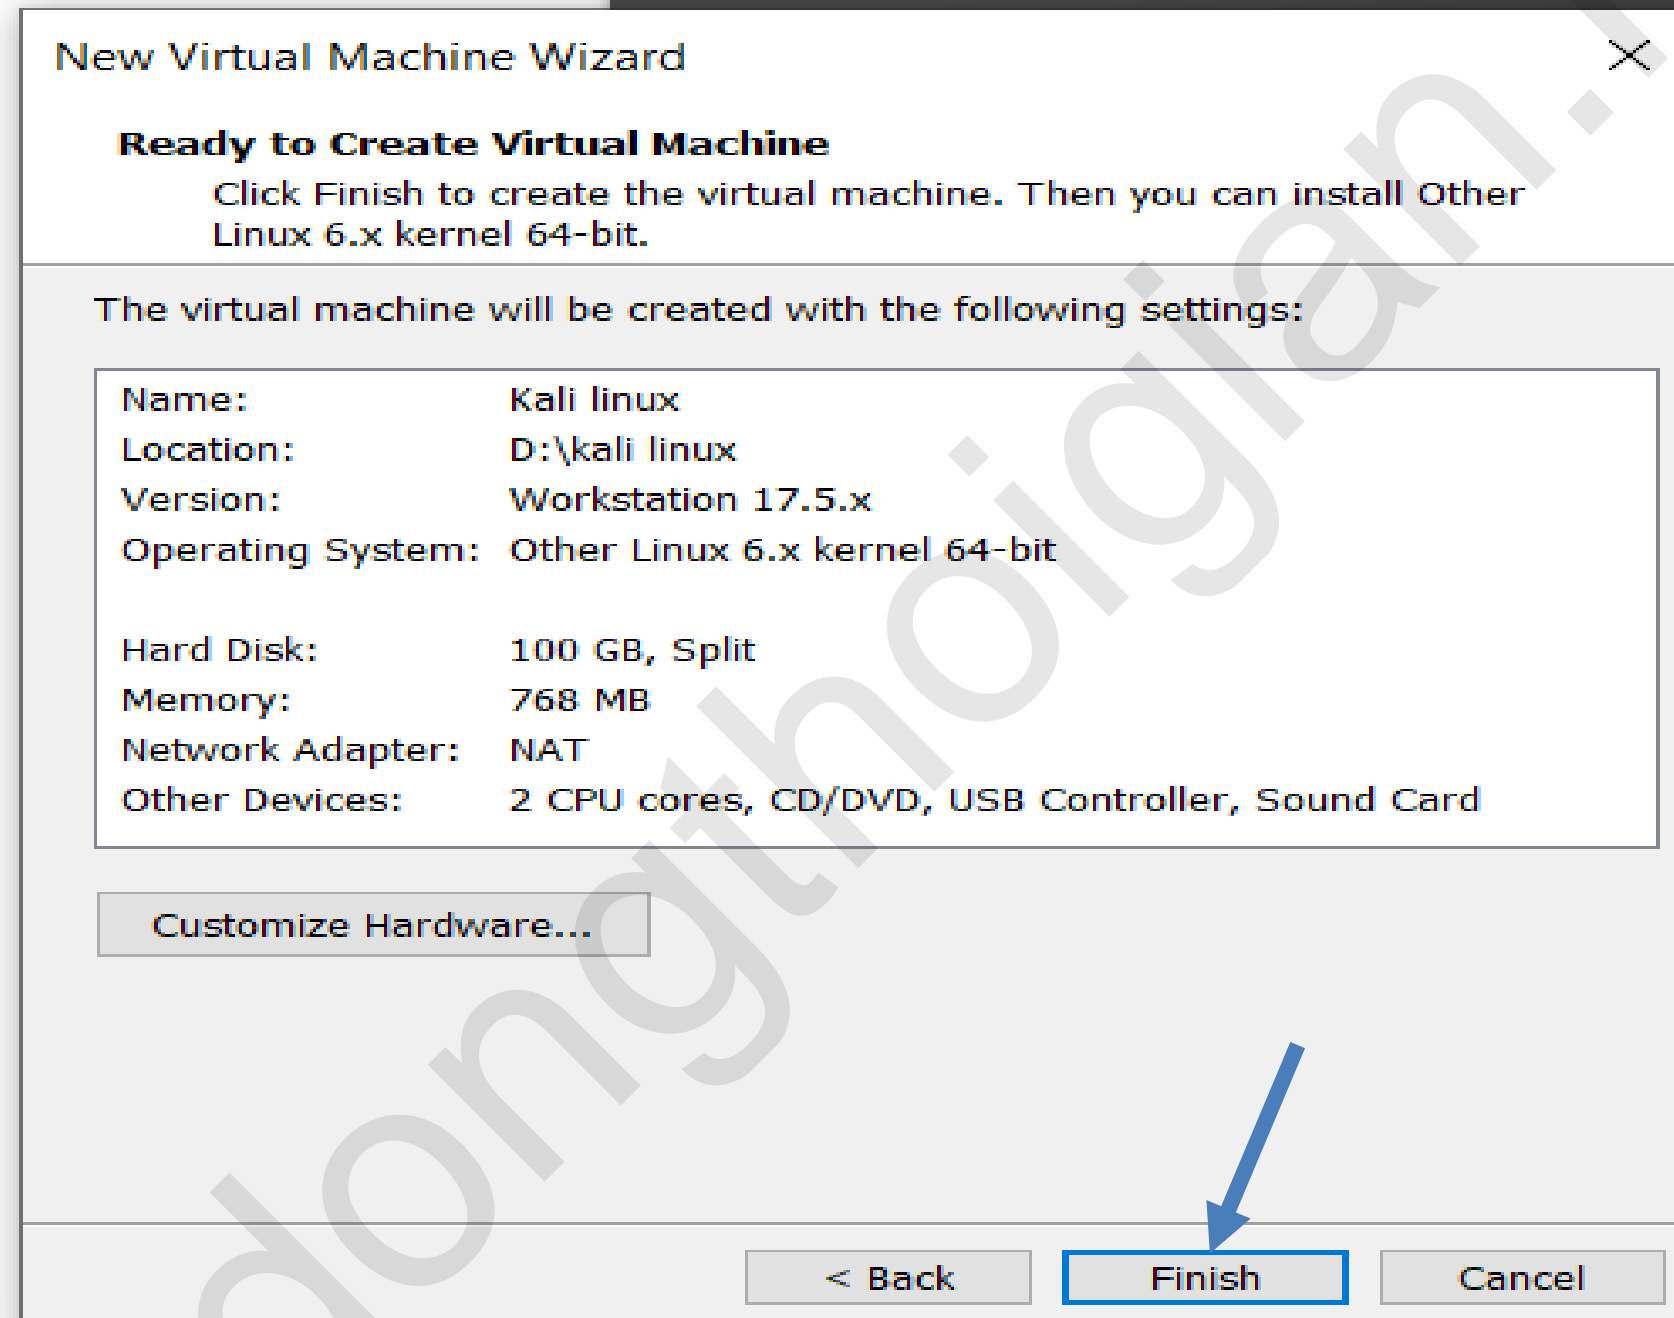 New Virtual Machine Wizard
Ready to Create Virtual Machine
Click Finish to create the virtual machine. Then you can install Other
Linux 6.x kernel 64-bit.
The virtual machine will be created with the following settings:
Name: Kali linux
Location: D:\kali linux
Version: Workstation 17.5.x
Operating System: Other Linux 6.x kernel 64-bit
Hard Disk: 100 GB, Split
Memory: 768 MB
Network Adapter: NAT
Other Devices: 2 CPU cores, CD/DVD, USB Controller, Sound Card
Customize Hardware...
< Back Finish Cancel
dongthoigian.